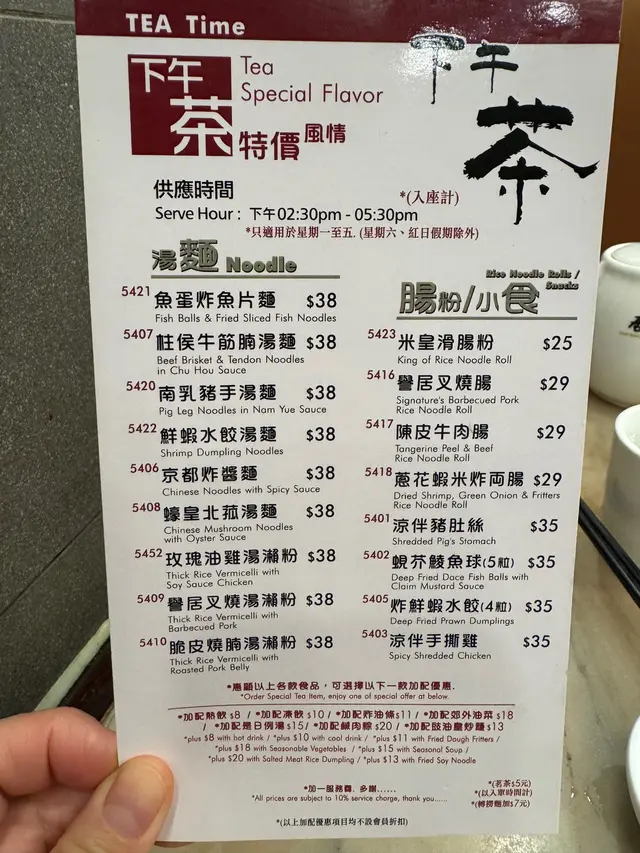 TEA Time
下午茶
Tea
Special Flavor
特價風情
下午茶
供應時間
*(入座計)
Serve Hour : 下午02:30pm - 05:30pm
*只適用於星期一至五. (星期六、紅日假期除外)
湯麵 Noodle
5421 魚蛋炸魚片麵 $38
Fish Balls & Fried Sliced Fish Noodles
5407 柱侯牛筋腩湯麵 $38
Beef Brisket & Tendon Noodles
in Chu Hou Sauce
5420 南乳豬手湯麵 $38
Pig Leg Noodles in Nam Yue Sauce
5422 鮮蝦水餃湯麵 $38
Shrimp Dumpling Noodles
5406 京都炸醬麵 $38
Chinese Noodles with Spicy Sauce
5408 蠔皇北菰湯麵 $38
Chinese Mushroom Noodles
with Oyster Sauce
5452 玫瑰油雞湯瀨粉 $38
Thick Rice Vermicelli with
Soy Sauce Chicken
5409 譽居叉燒湯瀨粉 $38
Thick Rice Vermicelli with
Barbecued Pork
5410 脆皮燒腩湯瀨粉 $38
Thick Rice Vermicelli with
Roasted Pork Belly
Rice Noodle Rolls /
Snacks
腸粉/小食
5423 米皇滑腸粉 $25
King of Rice Noodle Roll
5416 譽居叉燒腸 $29
Signature's Barbecued Pork
Rice Noodle Roll
5417 陳皮牛肉腸 $29
Tangerine Peel & Beef
Rice Noodle Roll
5418 蔥花蝦米炸両腸 $29
Dried Shrimp, Green Onion & Fritters
Rice Noodle Roll
5401 涼伴豬肚絲 $35
Shredded Pig's Stomach
5402 蜆芥鯪魚球(5粒) $35
Deep Fried Dace Fish Balls with
Claim Mustard Sauce
5405 炸鮮蝦水餃(4粒) $35
Deep Fried Prawn Dumplings
5403 涼伴手撕雞 $35
Spicy Shredded Chicken
*惠顧以上各款食品，可選擇以下一款加配優惠.
*Order Special Tea Item, enjoy one of special offer at below.
*加配熱飲$8 / *加配凍飲$10 / *加配炸油條$11 / *加配郊外油菜$18
/ *加配是日例湯$15 / *加配鹹肉粽$20 / *加配豉油皇炒麵$13
*plus $8 with hot drink / *plus $10 with cool drink / *plus $11 with Fried Dough Fritters /
*plus $18 with Seasonable Vegetables / *plus $15 with Seasonal Soup /
*plus $20 with Salted Meat Rice Dumpling / *plus $13 with Fried Soy Noodle
*加一服務費. 多謝......
*All prices are subject to 10% service charge, thank you......
*(茗茶$5元)
*(以入單時間計)
*(轉撈麵加$7元)
*(以上加配優惠項目均不設會員折扣)